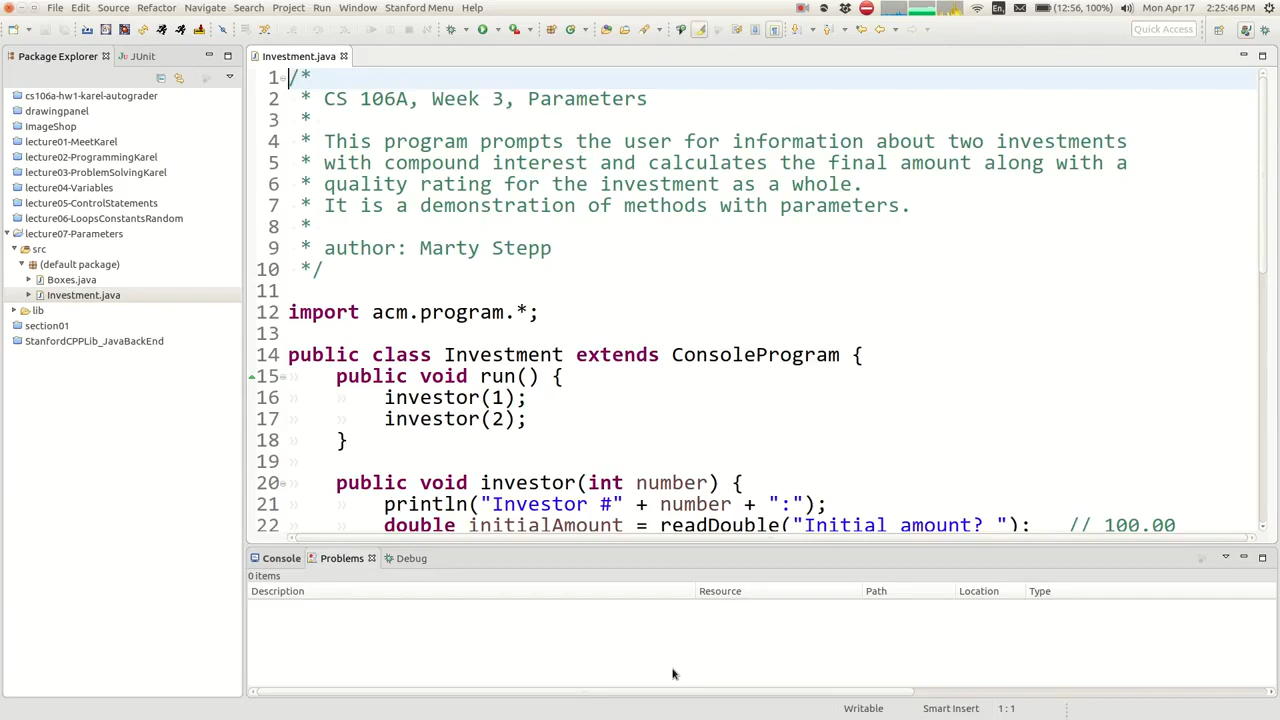 File Edit Source Refactor Navigate Search Project Run Window Stanford Menu Help
En (12:56, 100%) Mon Apr 17 2:25:46 PM
Quick Access
Package Explorer JUnit
cs106a-hw1-karel-autograder
drawingpanel
ImageShop
lecture01-MeetKarel
lecture02-ProgrammingKarel
lecture03-ProblemSolvingKarel
lecture04-Variables
lecture05-ControlStatements
lecture06-LoopsConstantsRandom
lecture07-Parameters
src
(default package)
Boxes.java
Investment.java
lib
section01
StanfordCPPLib_JavaBackEnd
Investment.java
1 /*
2 * CS 106A, Week 3, Parameters
3 *
4 * This program prompts the user for information about two investments
5 * with compound interest and calculates the final amount along with a
6 * quality rating for the investment as a whole.
7 * It is a demonstration of methods with parameters.
8 *
9 * author: Marty Stepp
10 */
11
12 import acm.program.*;
13
14 public class Investment extends ConsoleProgram {
15 public void run() {
16 investor(1);
17 investor(2);
18 }
19
20 public void investor(int number) {
21 println("Investor #" + number + ":");
22 double initialAmount = readDouble("Initial amount? "); // 100.00
Console Problems Debug
0 items
Description Resource Path Location Type
Writable Smart Insert 1 : 1